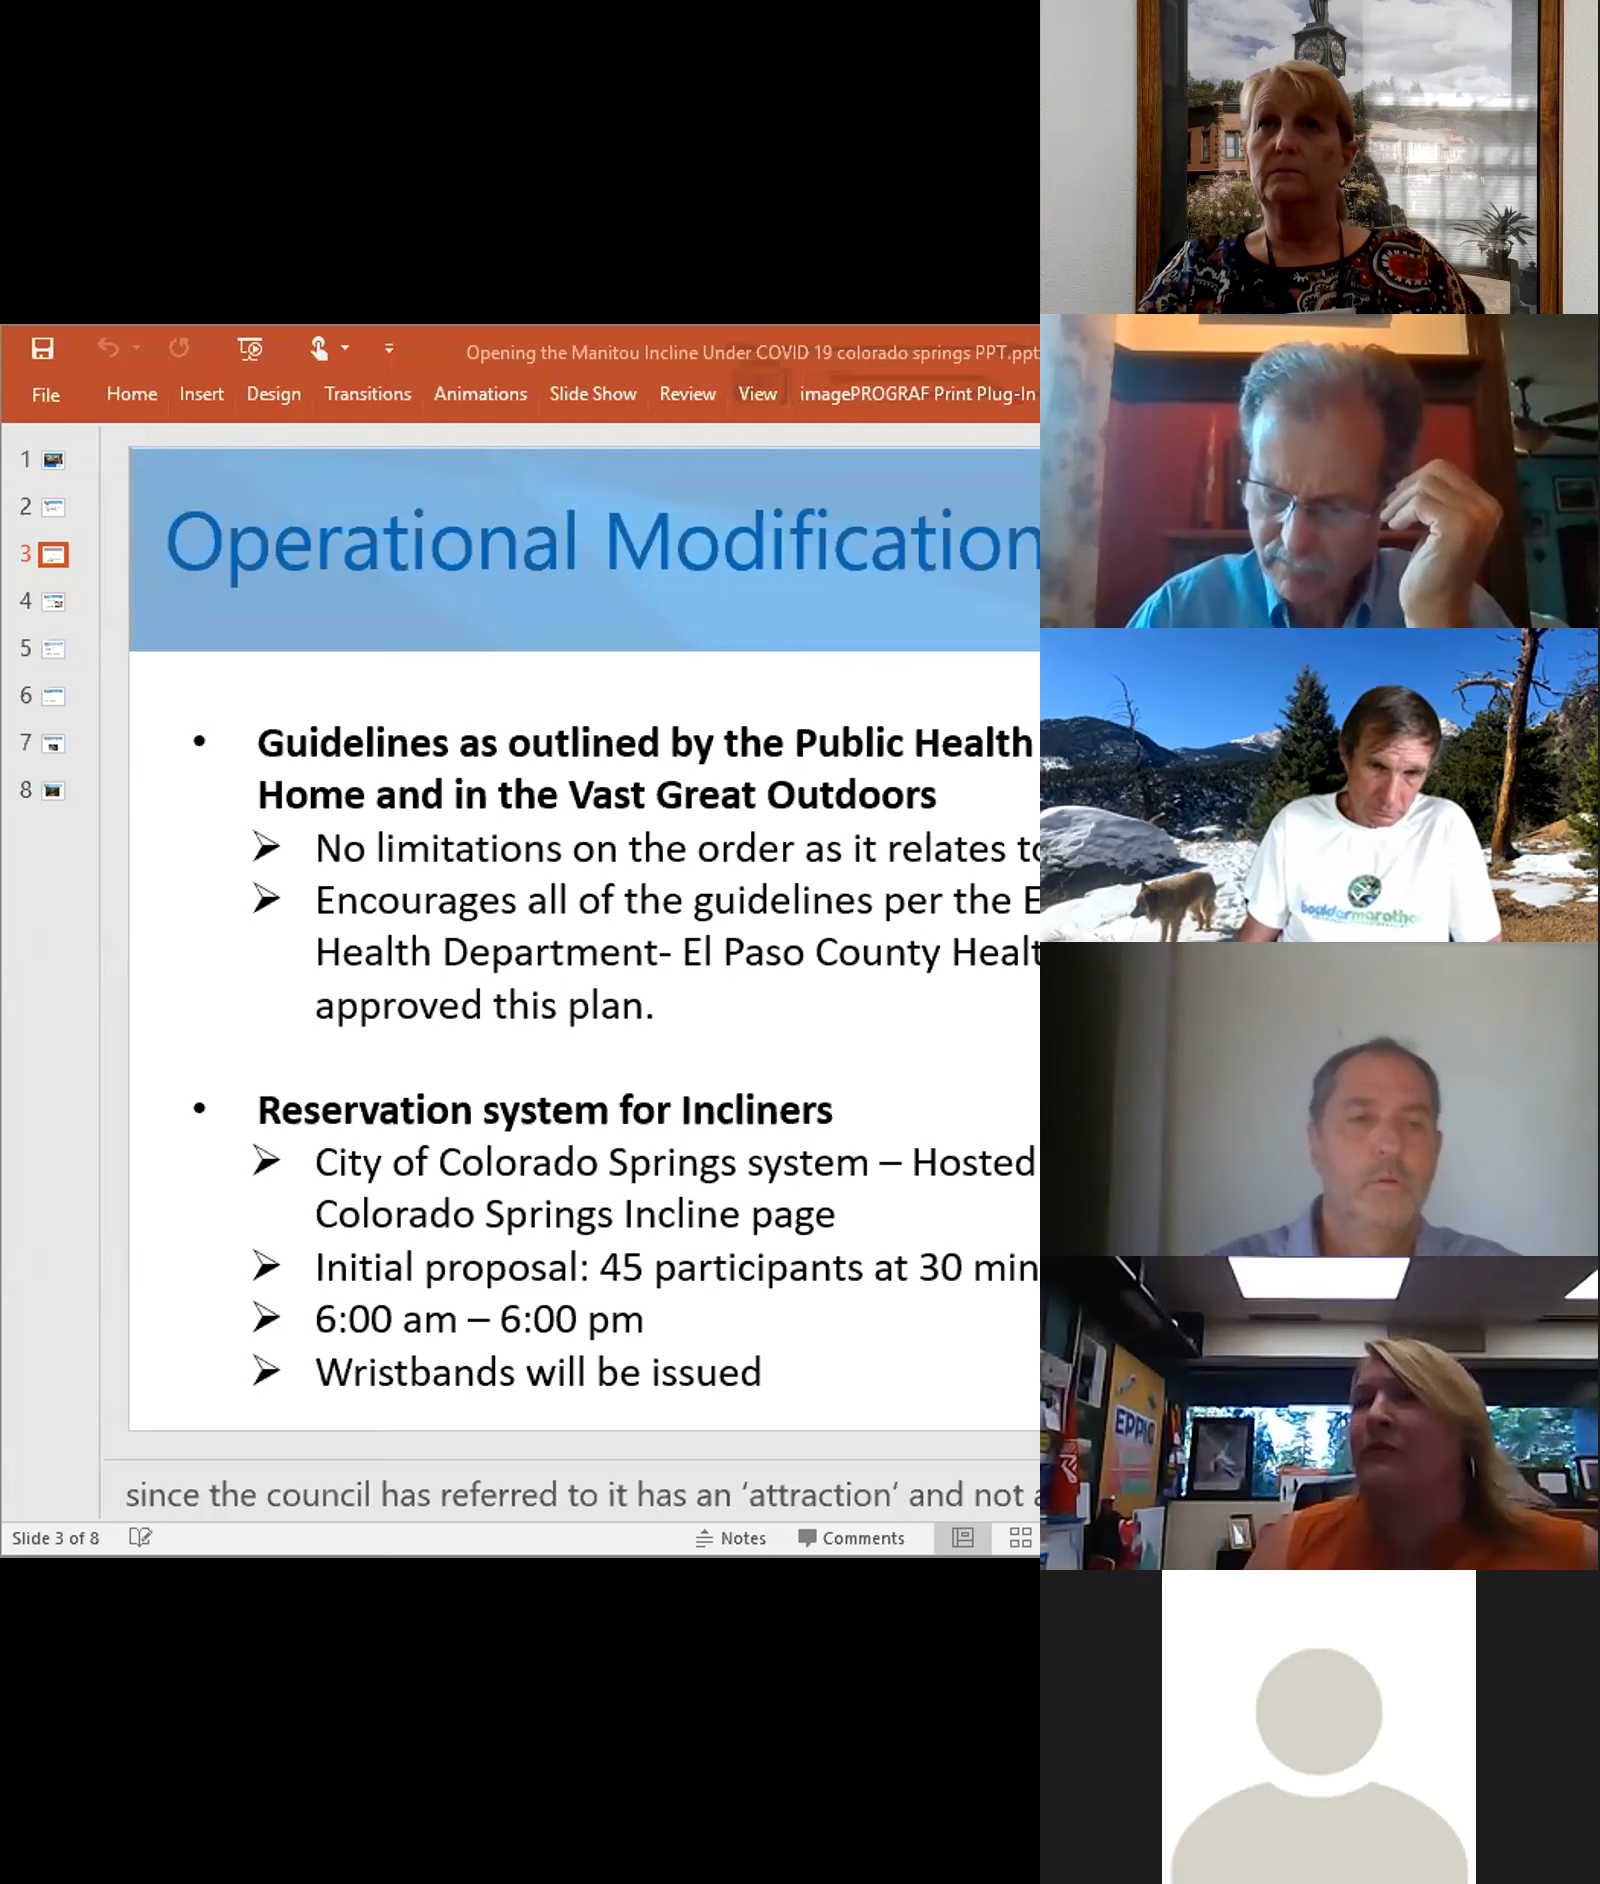 Opening the Manitou Incline Under COVID 19 colorado springs PPT.ppt
File Home Insert Design Transitions Animations Slide Show Review View imagePROGRAF Print Plug-In
1
2
3
4
5
6
7
8
Operational Modification
• Guidelines as outlined by the Public Health
Home and in the Vast Great Outdoors
➢ No limitations on the order as it relates to
➢ Encourages all of the guidelines per the E
Health Department- El Paso County Healt
approved this plan.
• Reservation system for Incliners
➢ City of Colorado Springs system – Hosted
Colorado Springs Incline page
➢ Initial proposal: 45 participants at 30 min
➢ 6:00 am – 6:00 pm
➢ Wristbands will be issued
since the council has referred to it has an ‘attraction’ and not a
Slide 3 of 8 Notes Comments